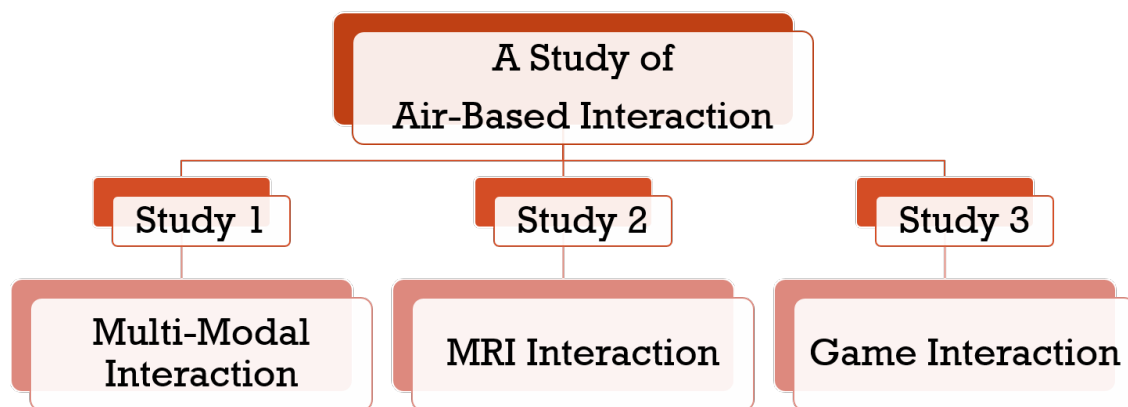 A Study of
Air-Based Interaction
Study 1
Study 2
Study 3
Multi-Modal
Interaction
MRI Interaction
Game Interaction